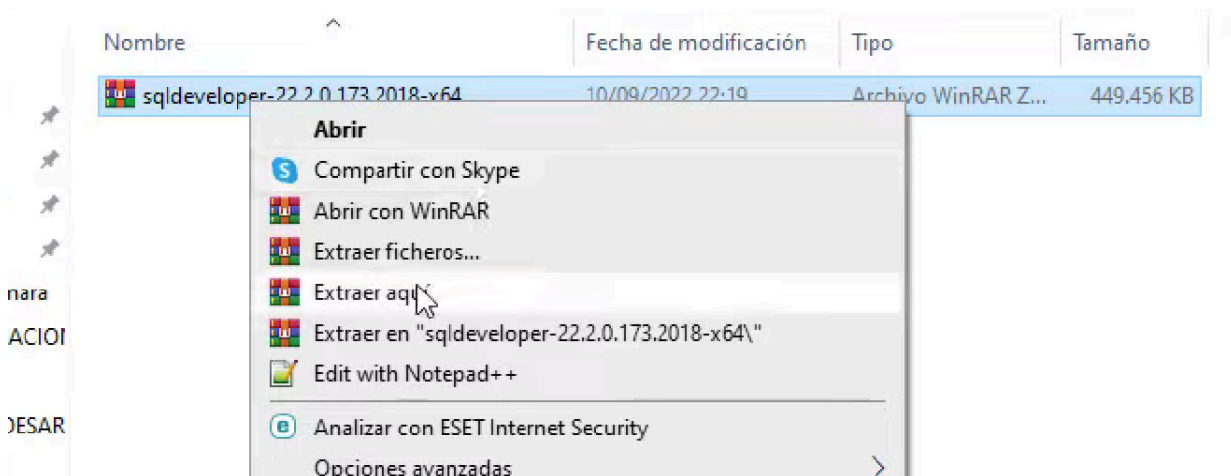 Nombre Fecha de modificación Tipo Tamaño
sqldeveloper-22.2.0.173.2018-x64 10/09/2022 22:19 Archivo WinRAR Z... 449.456 KB
Abrir
Compartir con Skype
Abrir con WinRAR
Extraer ficheros...
nara Extraer aquí
ACION Extraer en "sqldeveloper-22.2.0.173.2018-x64\"
Edit with Notepad++
DESAR Analizar con ESET Internet Security
Opciones avanzadas